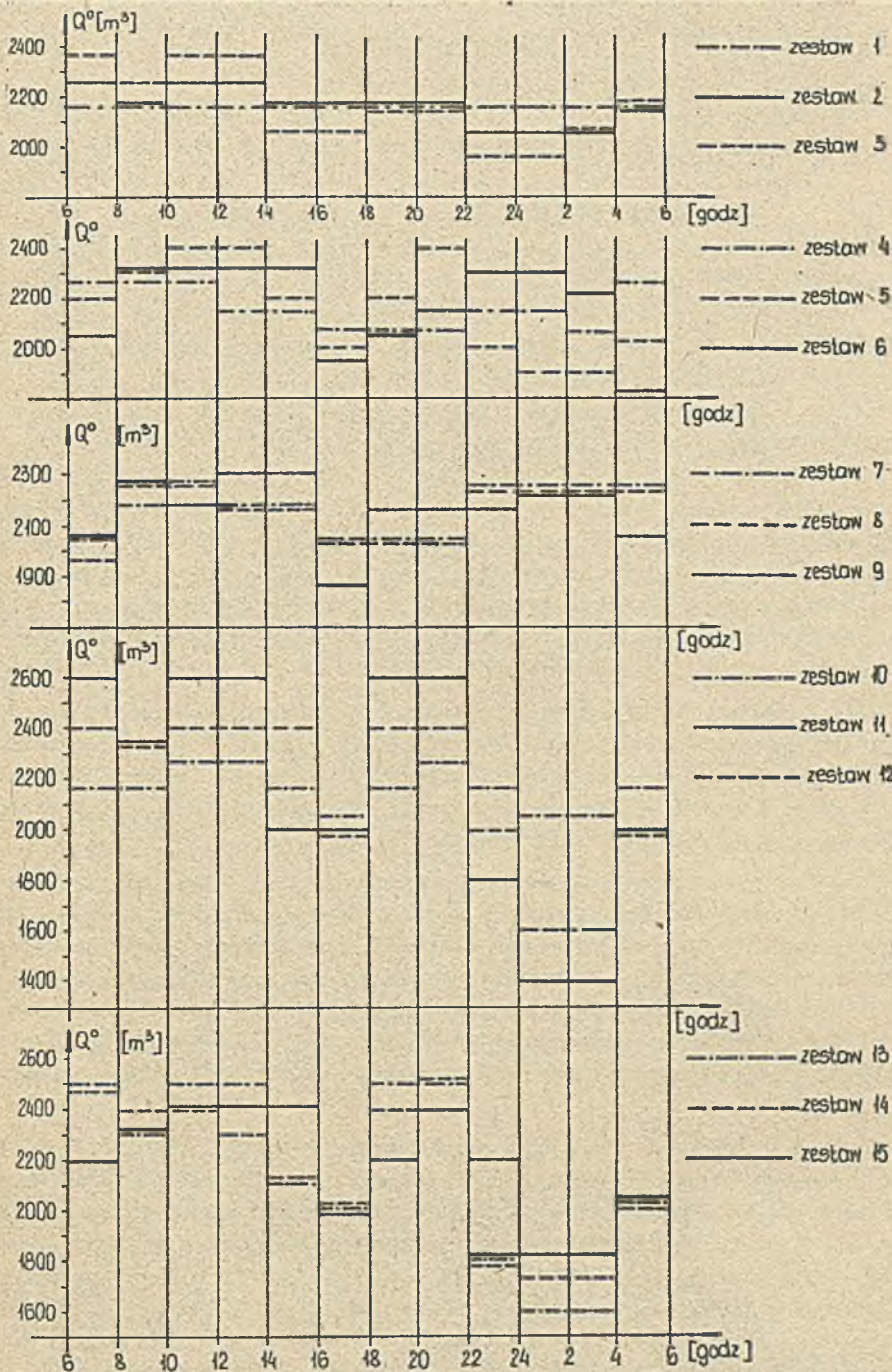 Q° [m³]
2400
2200
2000
zestaw 1
zestaw 2
zestaw 3
6 8 10 12 14 16 18 20 22 24 2 4 6 [godz]
Q°
2400
2200
2000
zestaw 4
zestaw 5
zestaw 6
[godz]
Q° [m³]
2300
2100
1900
zestaw 7
zestaw 8
zestaw 9
[godz]
Q° [m³]
2600
2400
2200
2000
1800
1600
1400
zestaw 10
zestaw 11
zestaw 12
[godz]
Q° [m³]
2600
2400
2200
2000
1800
1600
zestaw 13
zestaw 14
zestaw 15
6 8 10 12 14 16 18 20 22 24 2 4 6 [godz]